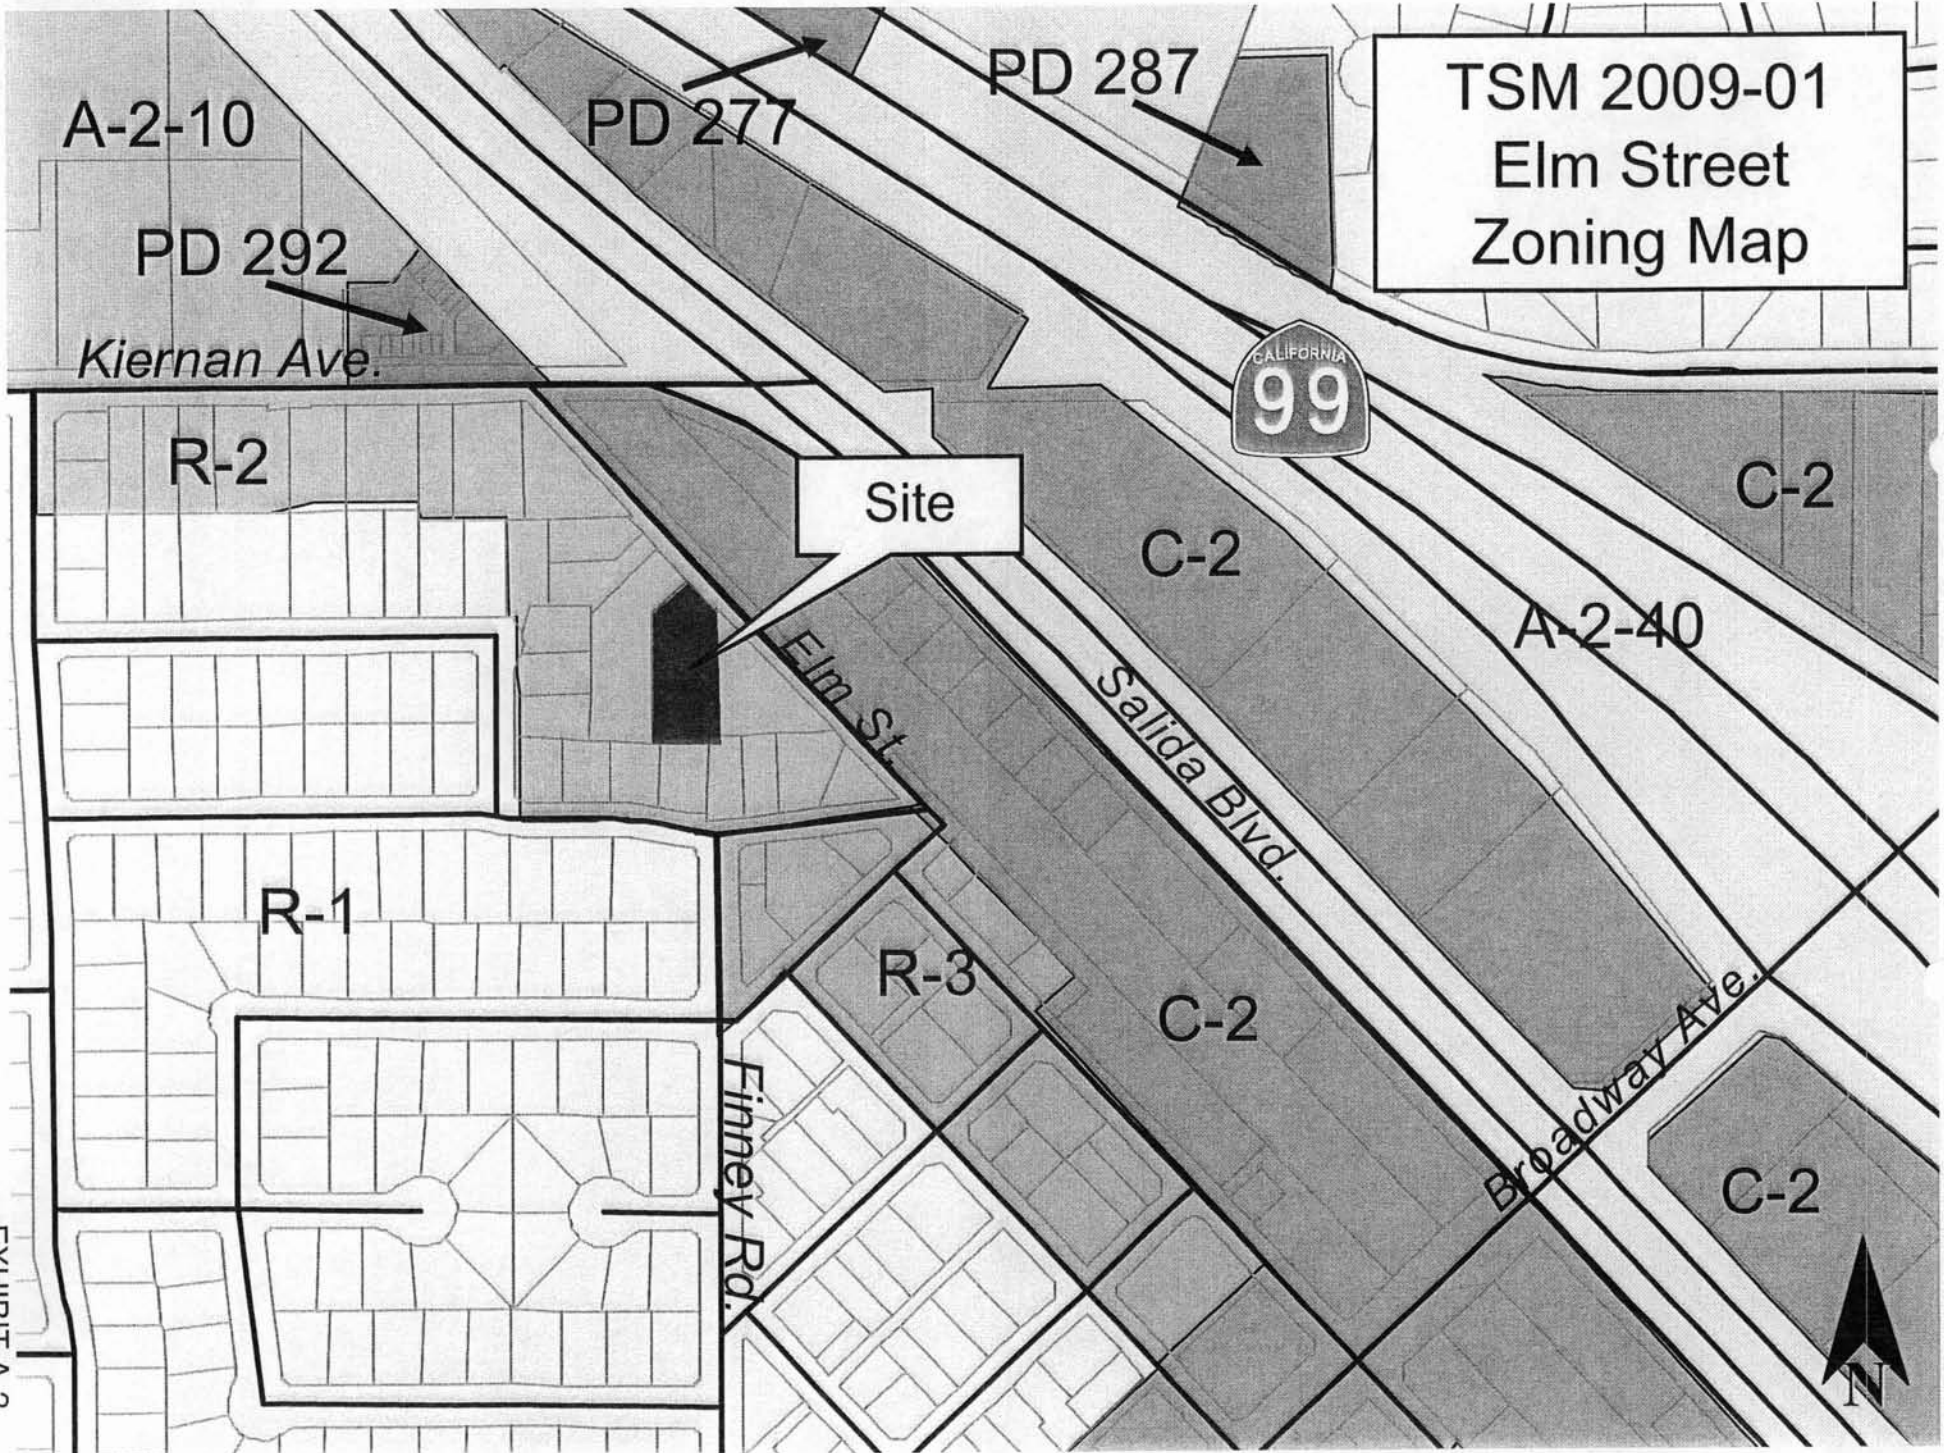 PD 287
TSM 2009-01
Elm Street
Zoning Map
A-2-10
PD 277
PD 292
Kiernan Ave.
CALIFORNIA
99
R-2
Site
C-2
C-2
A-2-40
Elm St.
Salida Blvd.
R-1
R-3
C-2
Broadway Ave.
Finney Rd.
C-2
N